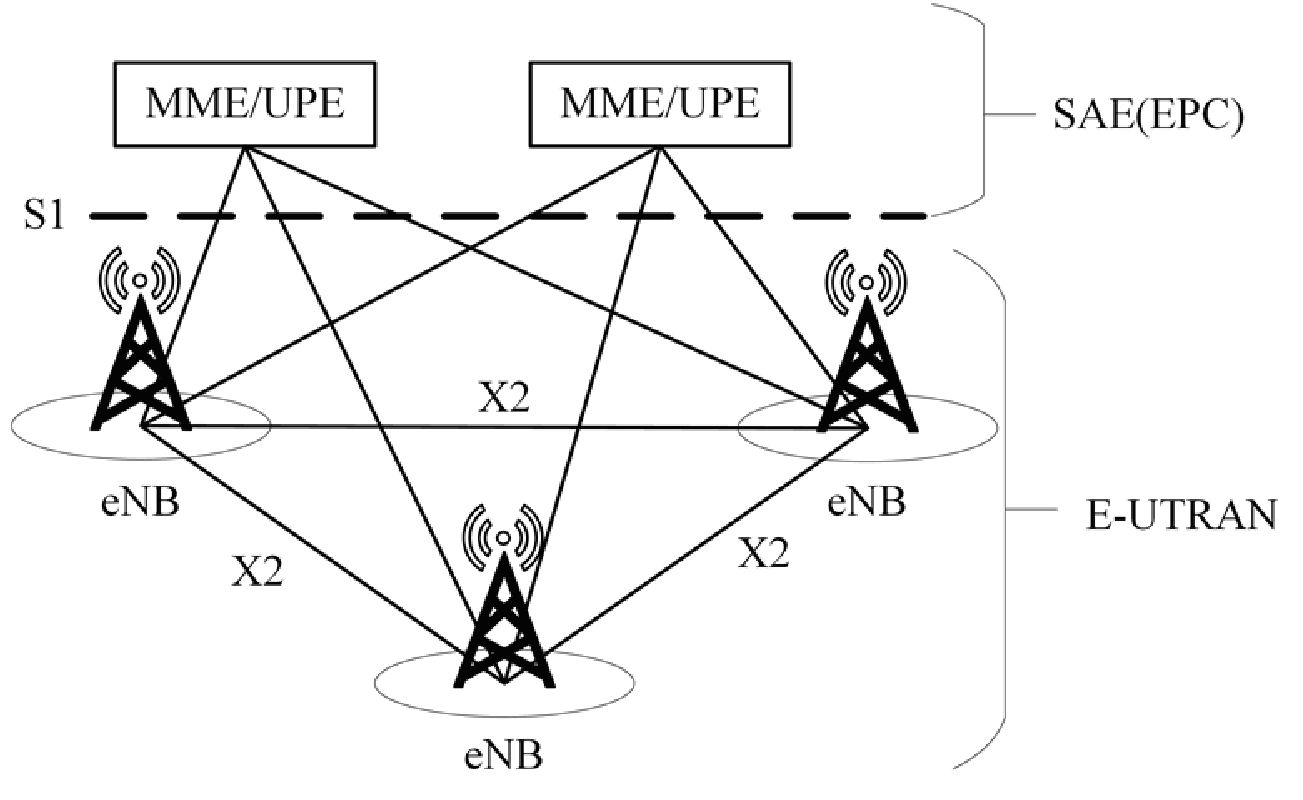 MME/UPE
MME/UPE
SAE(EPC)
S1
X2
eNB
eNB
E-UTRAN
X2
X2
eNB